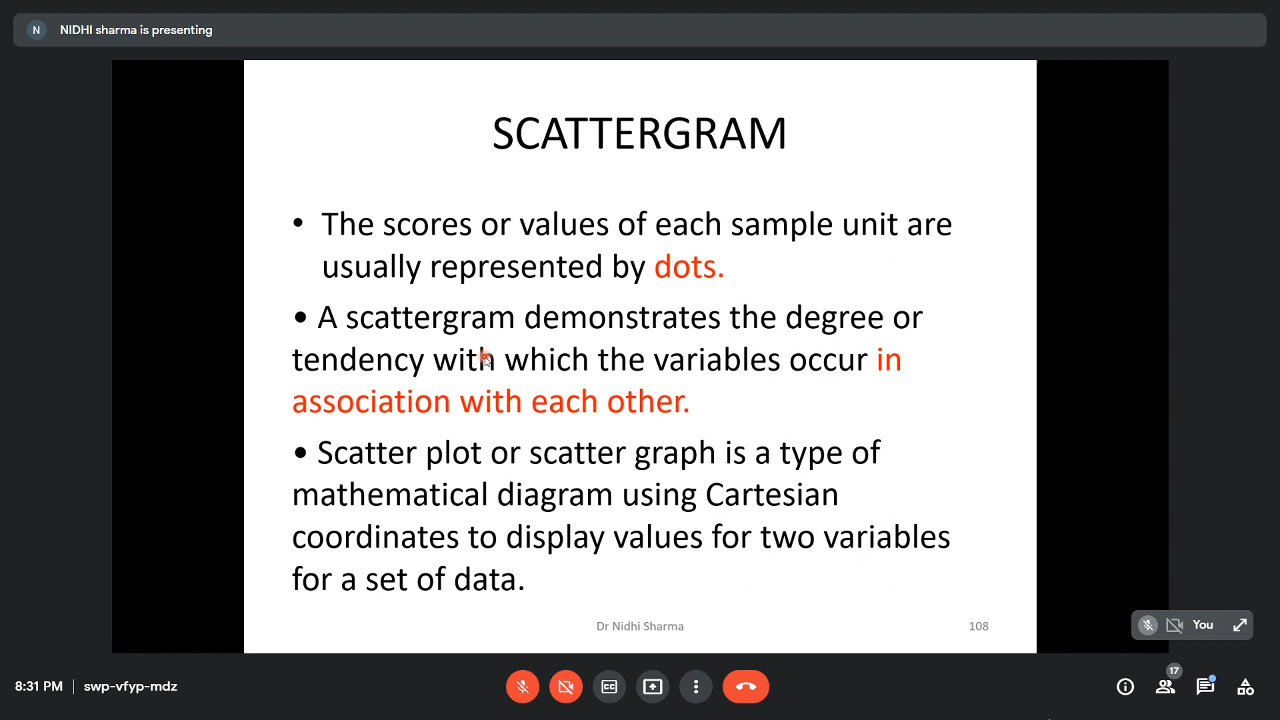 N NIDHI sharma is presenting
SCATTERGRAM
• The scores or values of each sample unit are
usually represented by dots.
• A scattergram demonstrates the degree or
tendency with which the variables occur in
association with each other.
• Scatter plot or scatter graph is a type of
mathematical diagram using Cartesian
coordinates to display values for two variables
for a set of data.
Dr Nidhi Sharma 108
You
8:31 PM | swp-vfyp-mdz
CC
17